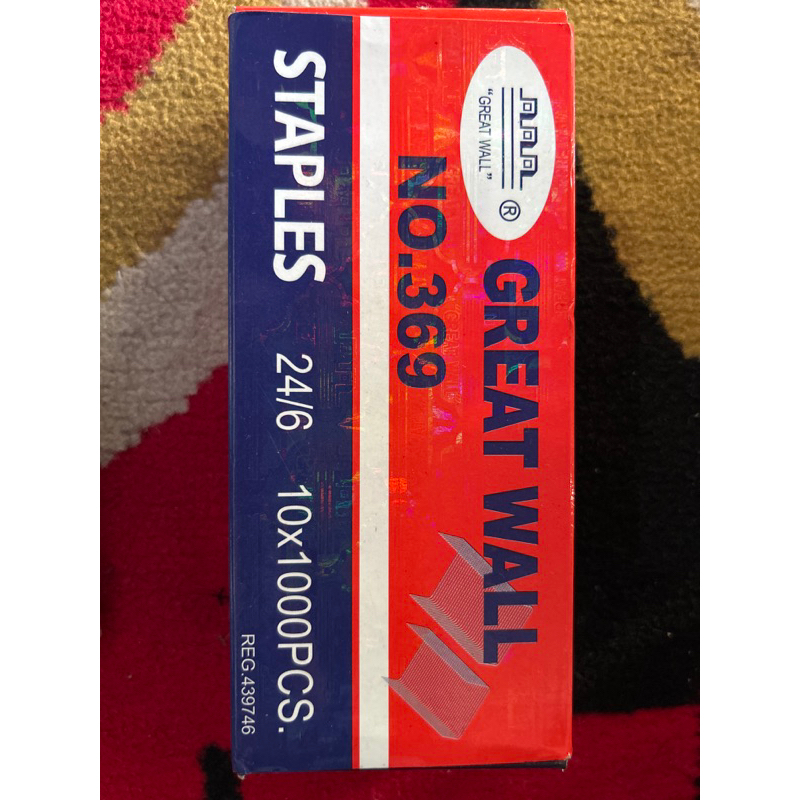 "GREAT WALL"
®
GREAT WALL
NO.369
STAPLES 24/6 10x1000PCS.
REG.439746